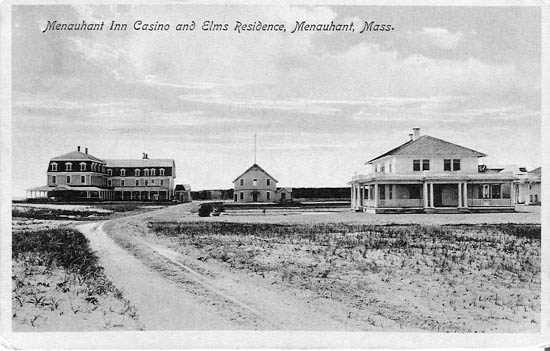 Menauhant Inn Casino and Elms Residence, Menauhant, Mass.